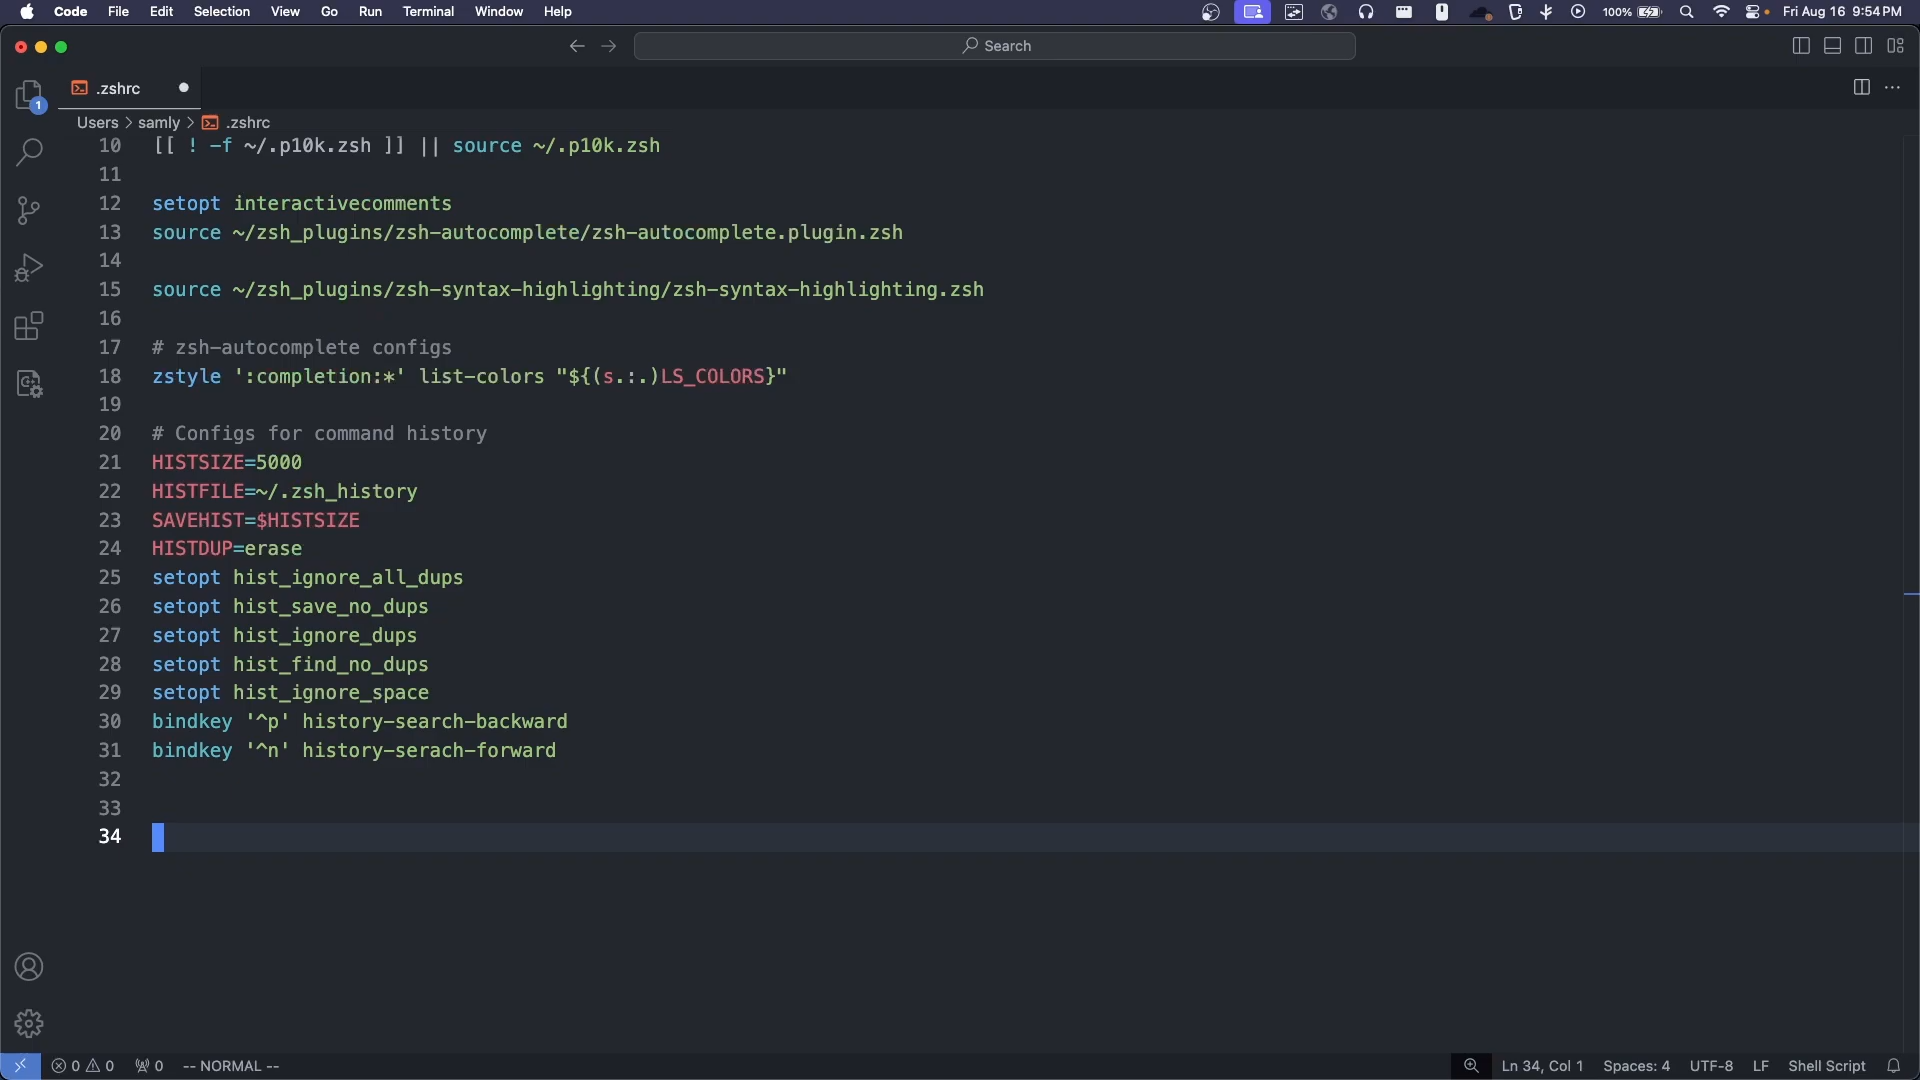 Code File Edit Selection View Go Run Terminal Window Help 100% Fri Aug 16 9:54 PM
Search
.zshrc
1
Users > samly > .zshrc
10 [[ ! -f ~/.p10k.zsh ]] || source ~/.p10k.zsh
11
12 setopt interactivecomments
13 source ~/zsh_plugins/zsh-autocomplete/zsh-autocomplete.plugin.zsh
14
15 source ~/zsh_plugins/zsh-syntax-highlighting/zsh-syntax-highlighting.zsh
16
17 # zsh-autocomplete configs
18 zstyle ':completion:*' list-colors "${(s.:.)LS_COLORS}"
19
20 # Configs for command history
21 HISTSIZE=5000
22 HISTFILE=~/.zsh_history
23 SAVEHIST=$HISTSIZE
24 HISTDUP=erase
25 setopt hist_ignore_all_dups
26 setopt hist_save_no_dups
27 setopt hist_ignore_dups
28 setopt hist_find_no_dups
29 setopt hist_ignore_space
30 bindkey '^p' history-search-backward
31 bindkey '^n' history-serach-forward
32
33
34
0 0 0 -- NORMAL -- Ln 34, Col 1 Spaces: 4 UTF-8 LF Shell Script